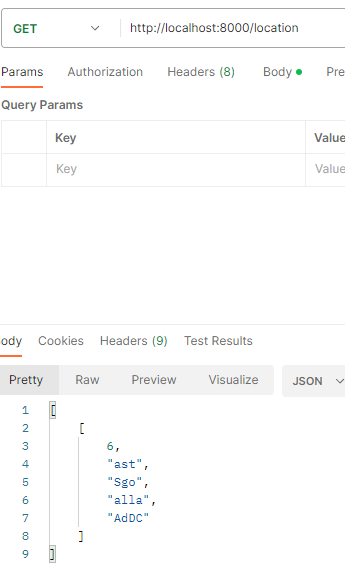 GET http://localhost:8000/location
Params Authorization Headers (8) Body Pre
Query Params
Key Value
Key Value
ody Cookies Headers (9) Test Results
Pretty Raw Preview Visualize JSON
1 [
2 [
3 6,
4 "ast",
5 "Sgo",
6 "alla",
7 "AdDC"
8 ]
9 ]